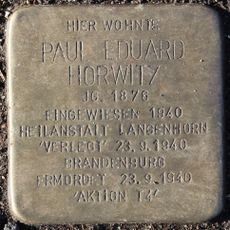 HIER WOHNTE
PAUL EDUARD
HORWITZ
JG. 1876
EINGEWIESEN 1940
HEILANSTALT LANGENHORN
'VERLEGT' 23.9.1940
BRANDENBURG
ERMORDET 23.9.1940
'AKTION T4'